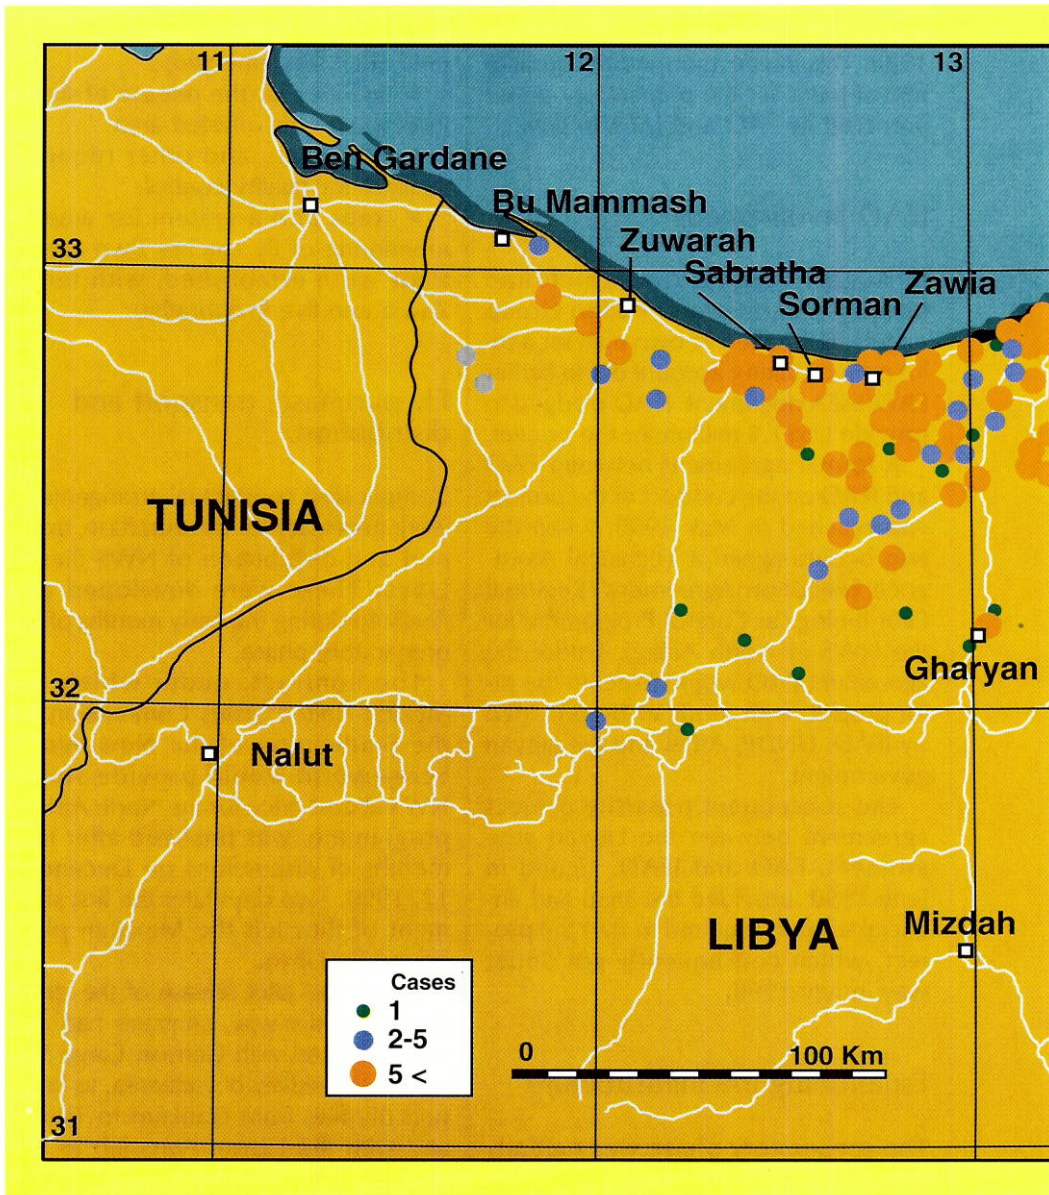 11
12
13
Ben Gardane
Bu Mammash
33
Zuwarah
Sabratha
Sorman
Zawia
TUNISIA
Gharyan
32
Nalut
LIBYA
Mizdah
Cases
1
2-5
5 <
0
100 Km
31